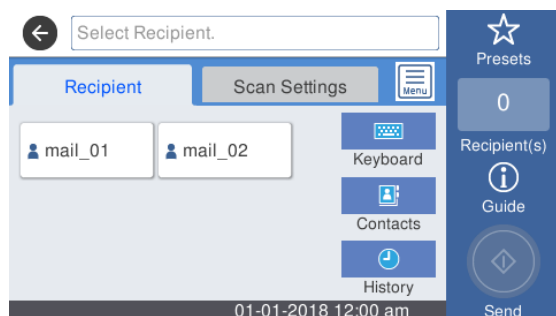 Select Recipient.
Presets
Recipient
Scan Settings
Menu
0
Recipient(s)
mail_01
mail_02
Keyboard
Guide
Contacts
History
01-01-2018 12:00 am
Send